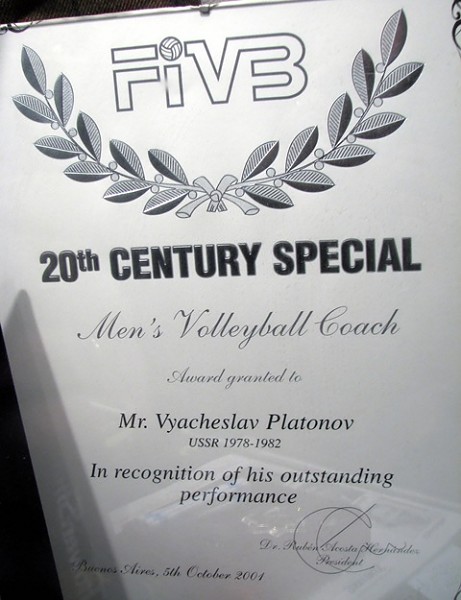 FiVB
20th CENTURY SPECIAL
Men's Volleyball Coach
Award granted to
Mr. Vyacheslav Platonov
USSR 1978-1982
In recognition of his outstanding
performance
Dr. Rubén Acosta Hernández
President
Buenos Aires, 5th October 2001